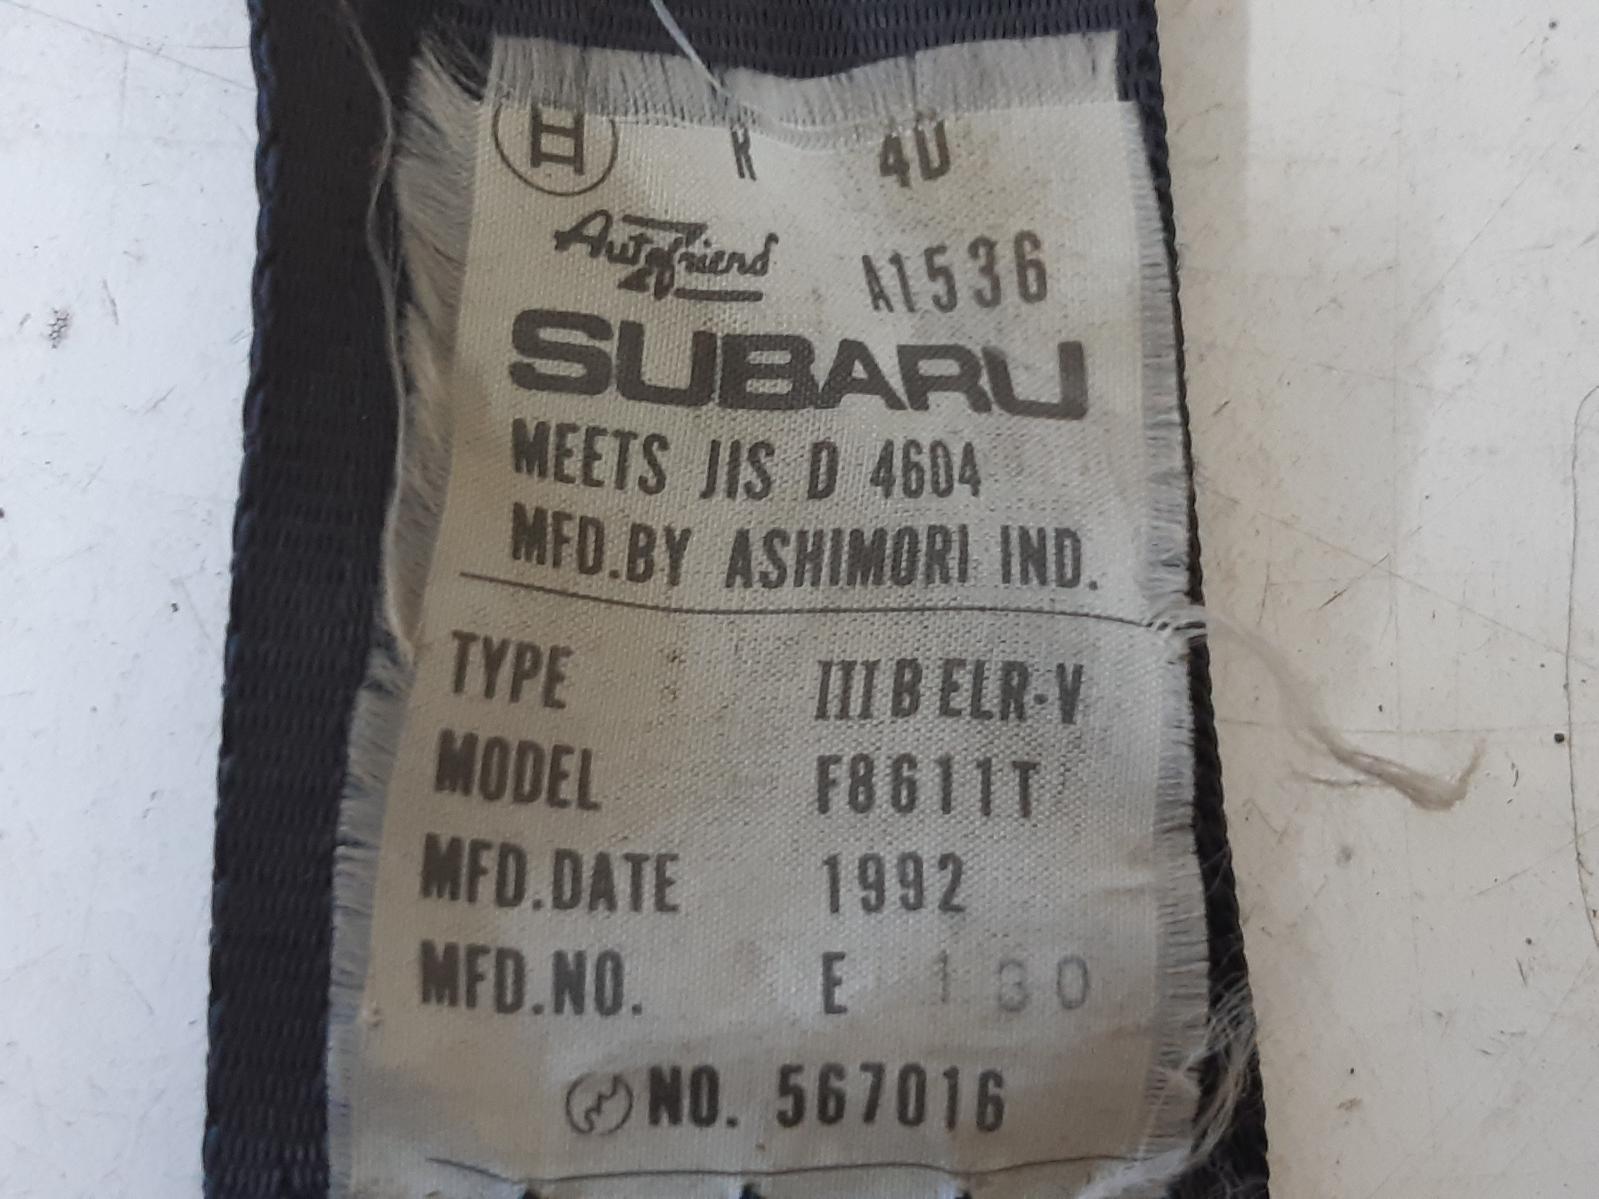 R 4D
Autofriend A1536
SUBARU
MEETS JIS D 4604
MFD.BY ASHIMORI IND.
TYPE III B ELR-V
MODEL F8611T
MFD.DATE 1992
MFD.NO. E 130
NO. 567016